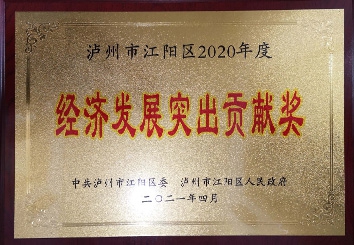 泸州市江阳区2020年度
经济发展突出贡献奖
中共泸州市江阳区委 泸州市江阳区人民政府
二〇二一年四月